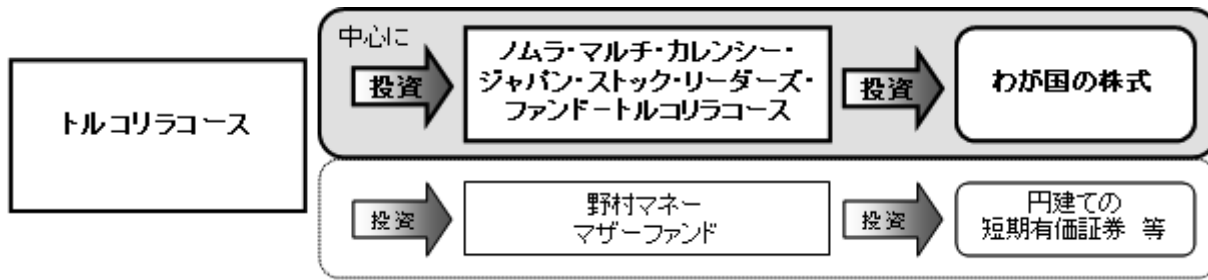 トルコリラコース
中心に
投資
ノムラ・マルチ・カレンシー・
ジャパン・ストック・リーダーズ・
ファンド－トルコリラコース
投資
わが国の株式
投資
野村マネー
マザーファンド
投資
円建ての
短期有価証券 等